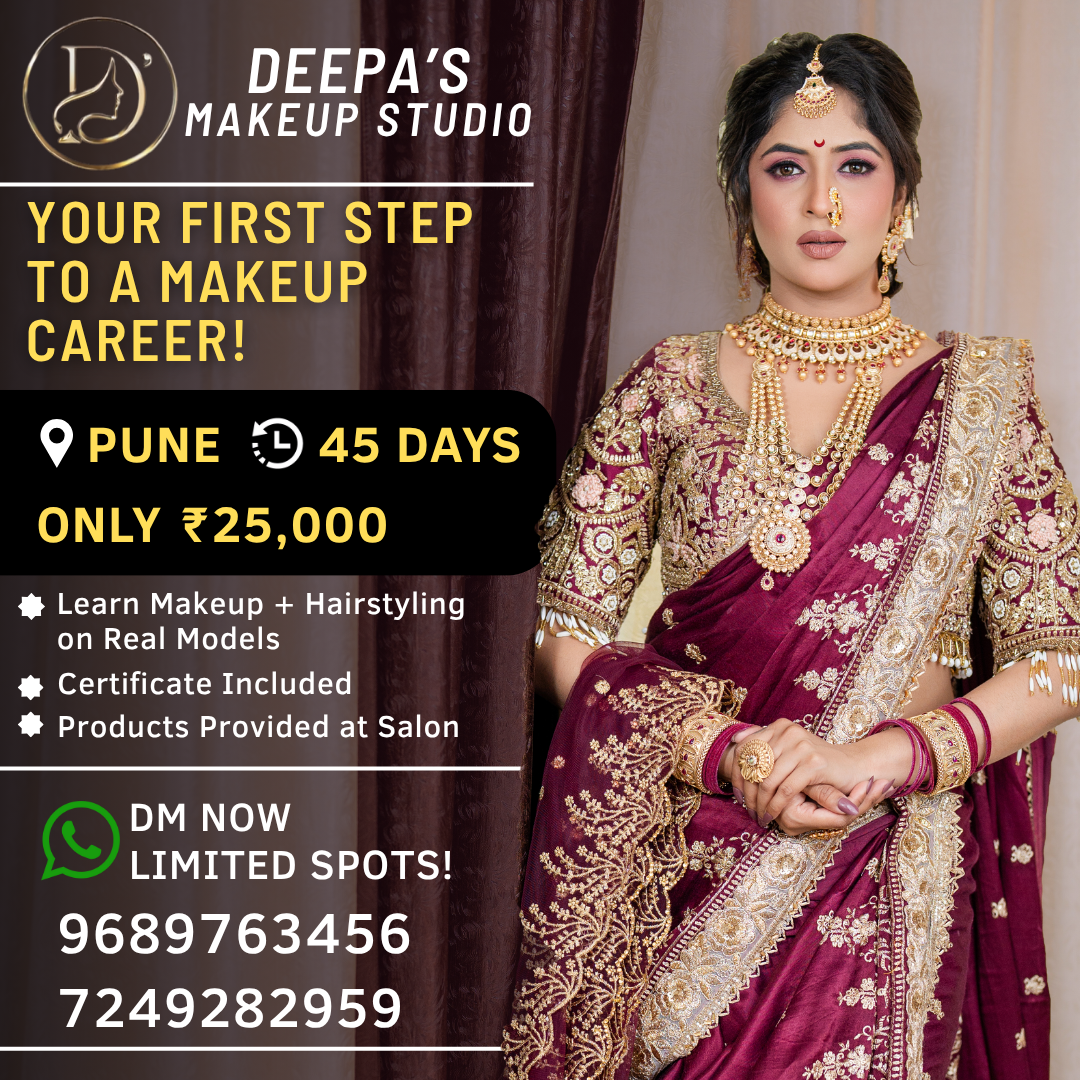 D'
DEEPA'S
MAKEUP STUDIO
YOUR FIRST STEP
TO A MAKEUP
CAREER!
PUNE 45 DAYS
ONLY ₹25,000
Learn Makeup + Hairstyling
on Real Models
Certificate Included
Products Provided at Salon
DM NOW
LIMITED SPOTS!
9689763456
7249282959